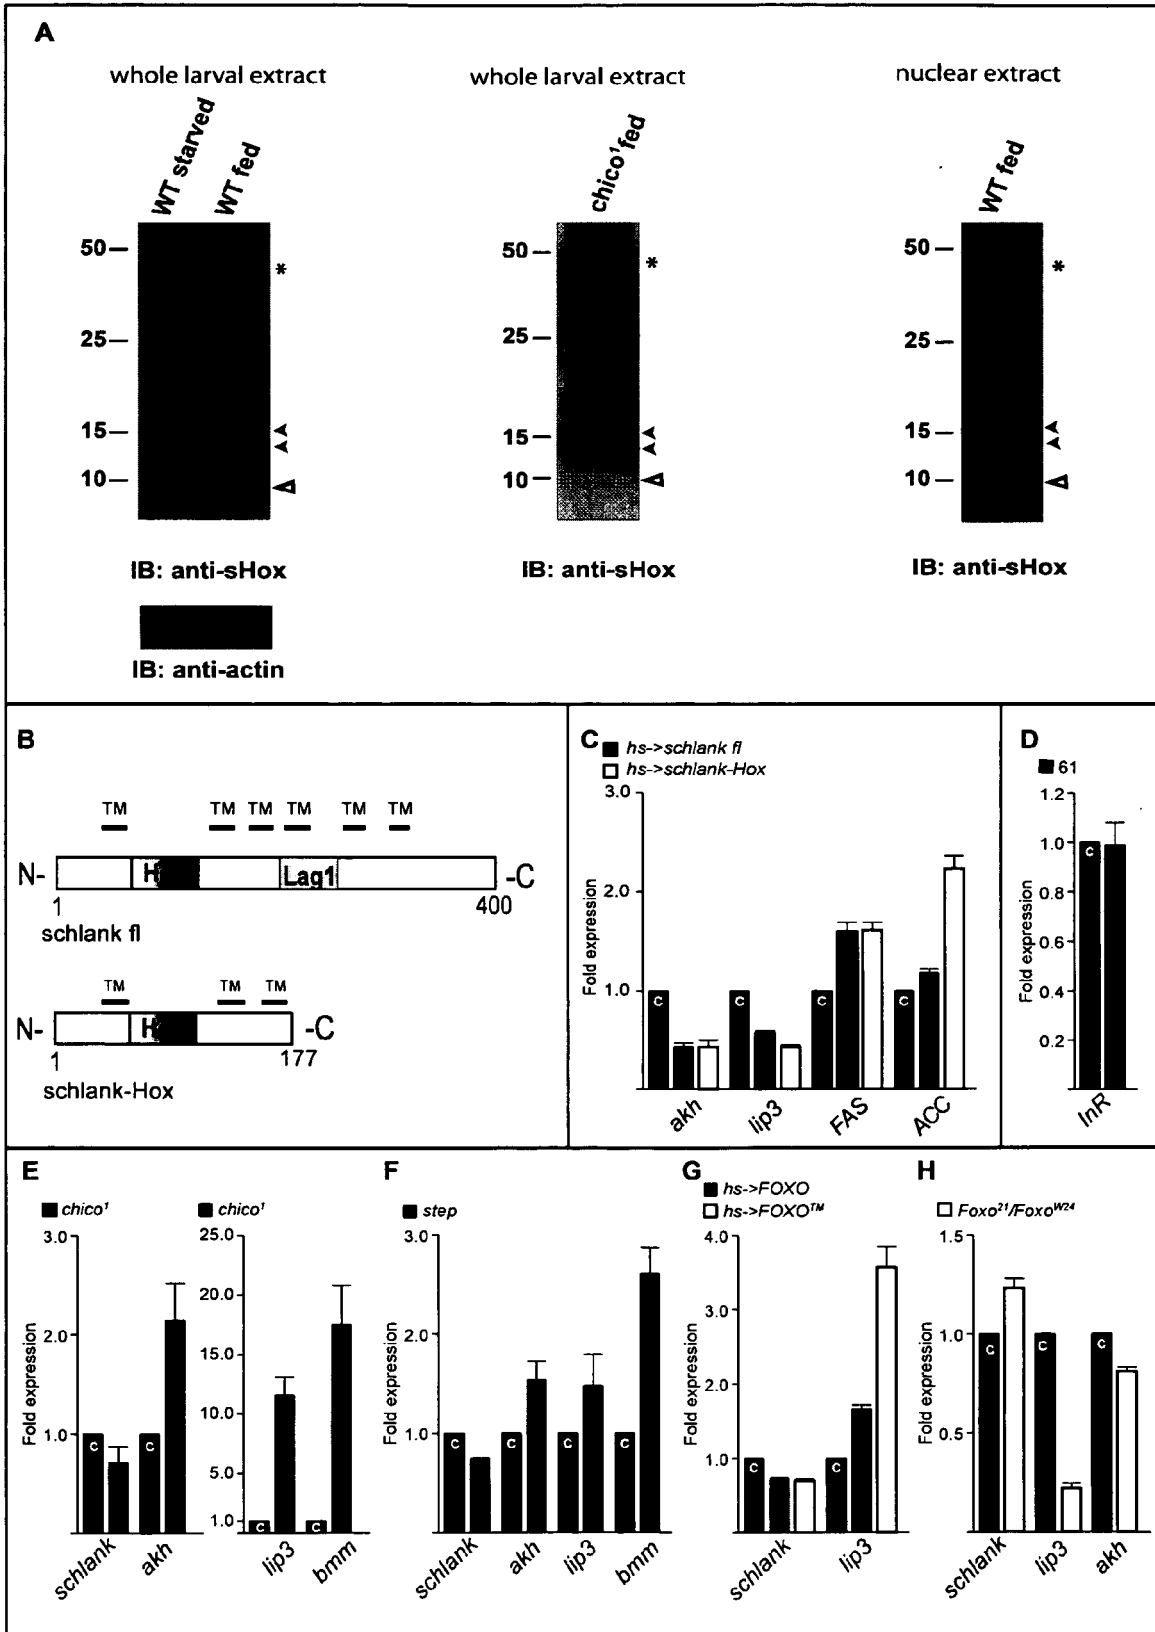 A
whole larval extract
whole larval extract
nuclear extract
WT starved
WT fed
chico¹ fed
WT fed
50
25
15
10
*
50
25
15
10
*
50
25
15
10
*
IB: anti-sHox
IB: anti-sHox
IB: anti-sHox
IB: anti-actin
B
TM TM TM TM TM TM
N- H Lag1 -C
1 400
schlank fl
TM TM TM
N- H -C
1 177
schlank-Hox
C
hs->schlank fl
hs->schlank-Hox
Fold expression
3.0
2.0
1.0
c c c c
akh lip3 FAS ACC
D
61
Fold expression
1.2
1.0
0.8
0.6
0.4
0.2
c
InR
E
chico¹
Fold expression
3.0
2.0
1.0
c c
schlank akh
chico¹
25.0
20.0
15.0
10.0
5.0
1.0
c c
lip3 bmm
F
step
Fold expression
3.0
2.0
1.0
c c c c
schlank akh lip3 bmm
G
hs->FOXO
hs->FOXOᵀᴹ
Fold expression
4.0
3.0
2.0
1.0
c c
schlank lip3
H
Foxo²¹/Foxoᵂ²⁴
Fold expression
1.5
1.0
0.5
c c c
schlank lip3 akh